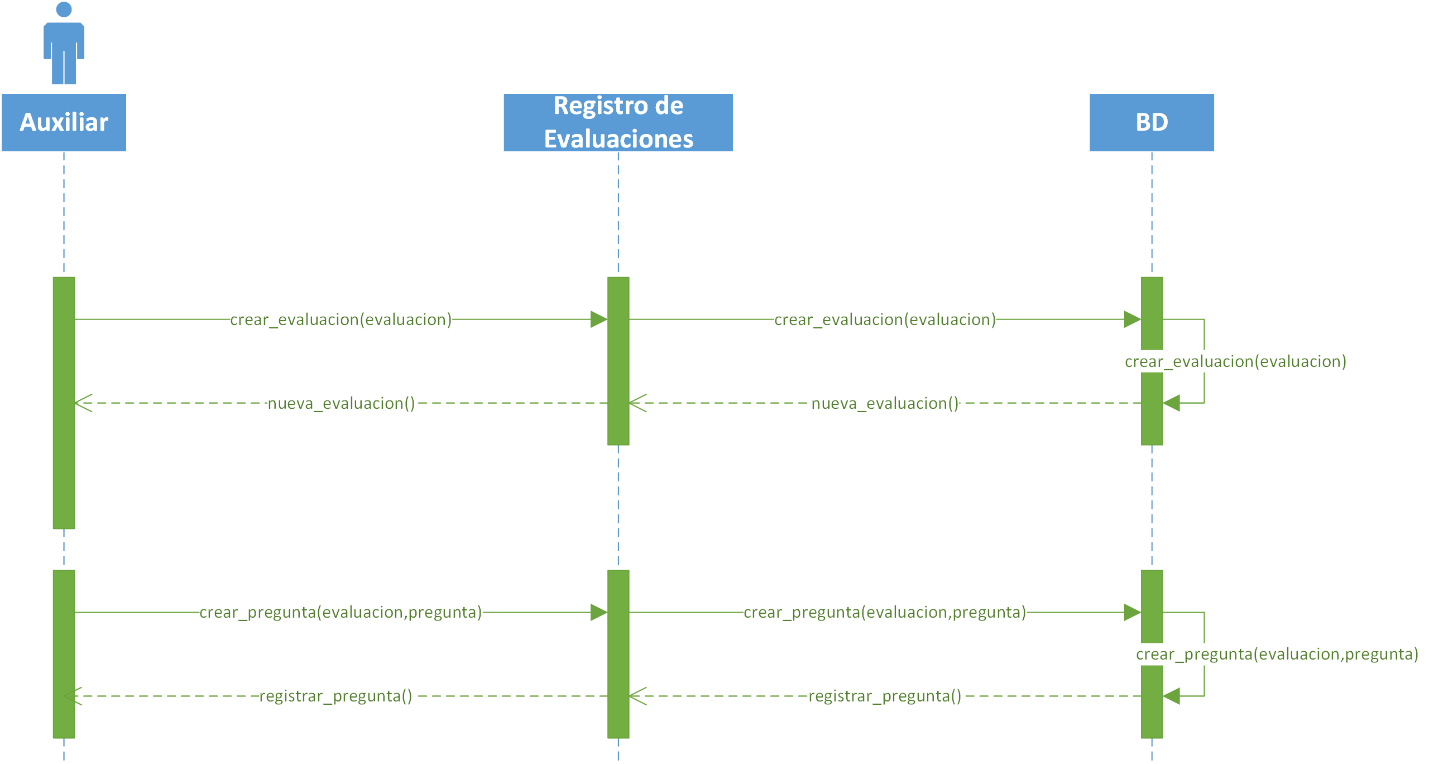 Auxiliar
Registro de
Evaluaciones
BD
crear_evaluacion(evaluacion)
crear_evaluacion(evaluacion)
crear_evaluacion(evaluacion)
nueva_evaluacion()
nueva_evaluacion()
crear_pregunta(evaluacion,pregunta)
crear_pregunta(evaluacion,pregunta)
crear_pregunta(evaluacion,pregunta)
registrar_pregunta()
registrar_pregunta()